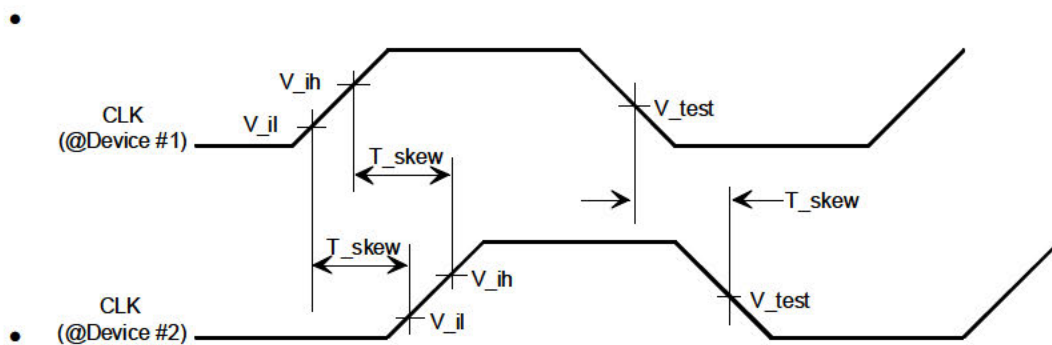 V_ih
CLK
(@Device #1)
V_il
V_test
T_skew
T_skew
T_skew
V_ih
CLK
(@Device #2)
V_il
V_test